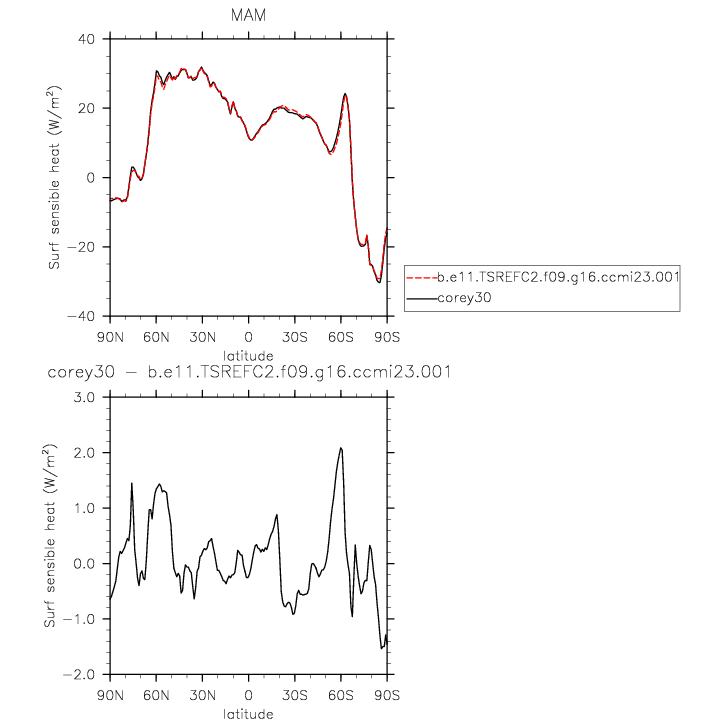 MAM
40
20
0
−20
−40
Surf sensible heat (W/m²)
90N 60N 30N 0 30S 60S 90S
latitude
b.e11.TSREFC2.f09.g16.ccmi23.001
corey30
corey30 − b.e11.TSREFC2.f09.g16.ccmi23.001
3.0
2.0
1.0
0.0
−1.0
−2.0
Surf sensible heat (W/m²)
90N 60N 30N 0 30S 60S 90S
latitude